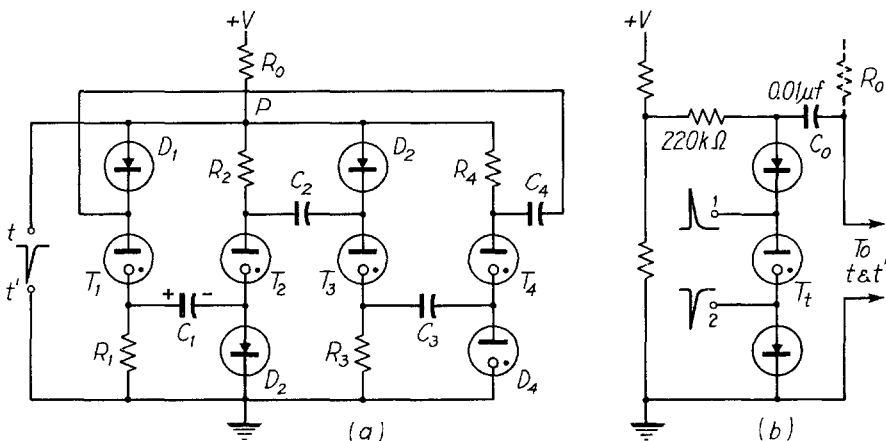 +V
R₀
P
D₁
R₂
D₂
R₄
C₂
C₄
t
t'
T₁
T₂
T₃
T₄
+ -
C₁
C₃
R₁
D₂
R₃
D₄
(a)
+V
0.01μf
R₀
220kΩ
C₀
1
T_t
2
To
t & t'
(b)